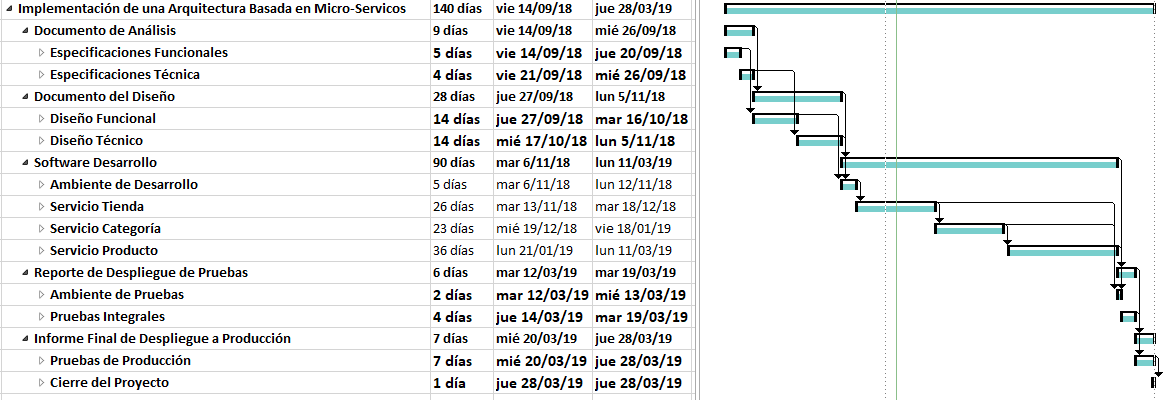 Implementación de una Arquitectura Basada en Micro-Servicos 140 días vie 14/09/18 jue 28/03/19
Documento de Análisis 9 días vie 14/09/18 mié 26/09/18
Especificaciones Funcionales 5 días vie 14/09/18 jue 20/09/18
Especificaciones Técnica 4 días vie 21/09/18 mié 26/09/18
Documento del Diseño 28 días jue 27/09/18 lun 5/11/18
Diseño Funcional 14 días jue 27/09/18 mar 16/10/18
Diseño Técnico 14 días mié 17/10/18 lun 5/11/18
Software Desarrollo 90 días mar 6/11/18 lun 11/03/19
Ambiente de Desarrollo 5 días mar 6/11/18 lun 12/11/18
Servicio Tienda 26 días mar 13/11/18 mar 18/12/18
Servicio Categoría 23 días mié 19/12/18 vie 18/01/19
Servicio Producto 36 días lun 21/01/19 lun 11/03/19
Reporte de Despliegue de Pruebas 6 días mar 12/03/19 mar 19/03/19
Ambiente de Pruebas 2 días mar 12/03/19 mié 13/03/19
Pruebas Integrales 4 días jue 14/03/19 mar 19/03/19
Informe Final de Despliegue a Producción 7 días mié 20/03/19 jue 28/03/19
Pruebas de Producción 7 días mié 20/03/19 jue 28/03/19
Cierre del Proyecto 1 día jue 28/03/19 jue 28/03/19